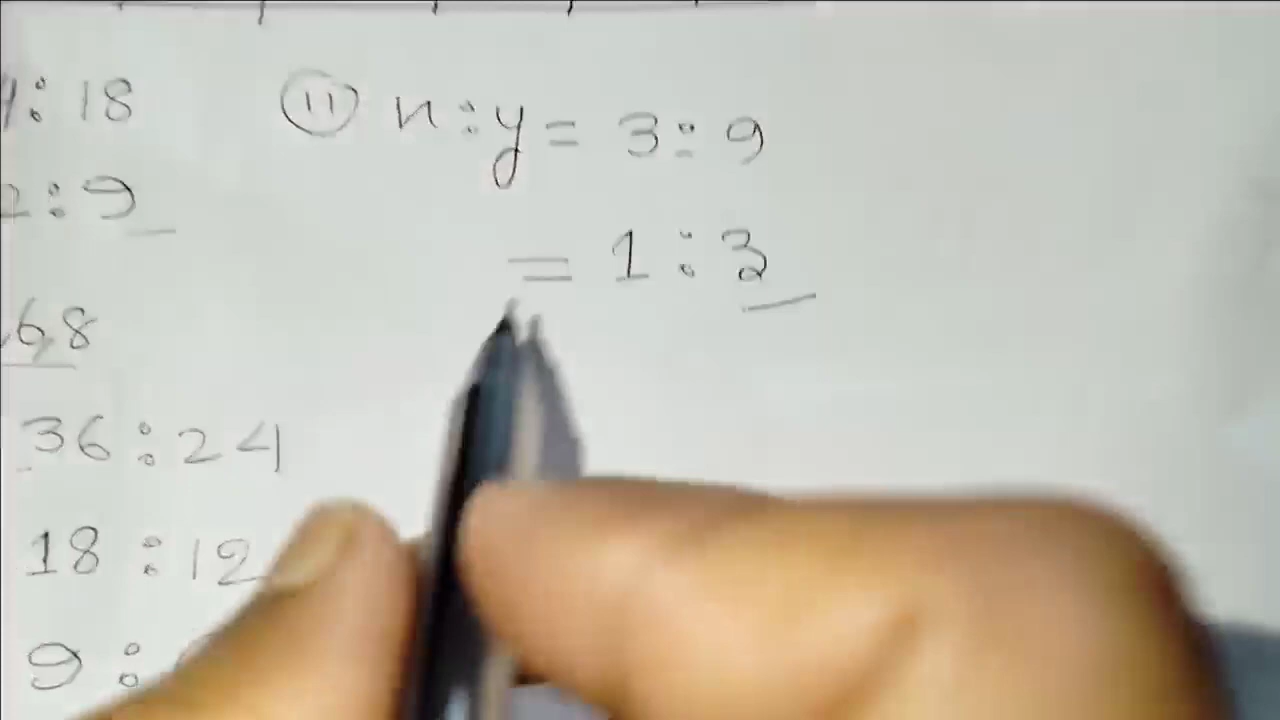 : 18
: 9
68
36 : 24
18 : 12
9 :
11 n : y = 3 : 9
= 1 : 3